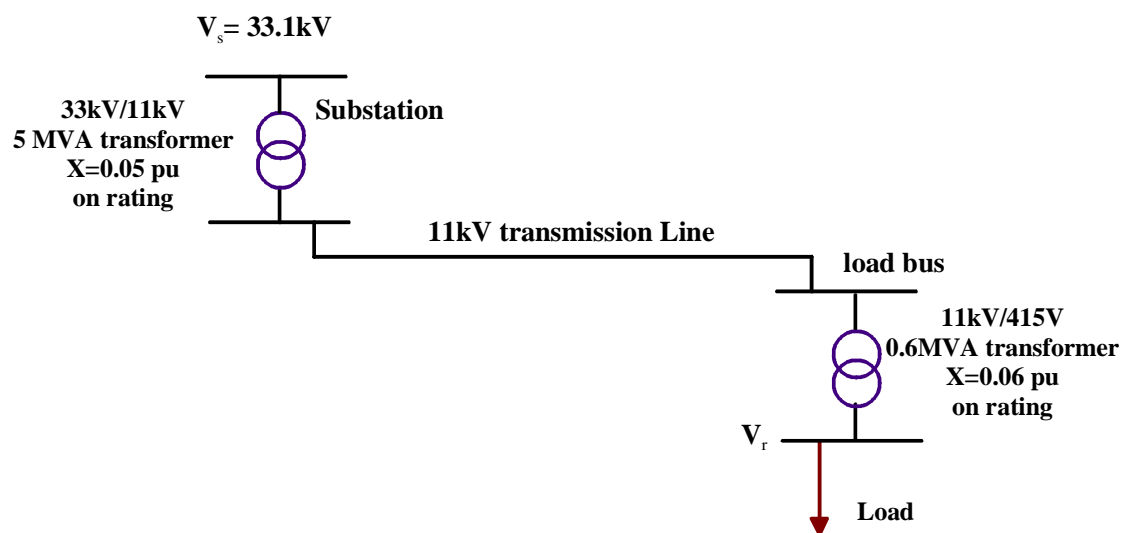 Vs= 33.1kV
33kV/11kV
5 MVA transformer
X=0.05 pu
on rating
Substation
11kV transmission Line
load bus
11kV/415V
0.6MVA transformer
X=0.06 pu
on rating
Vr
Load